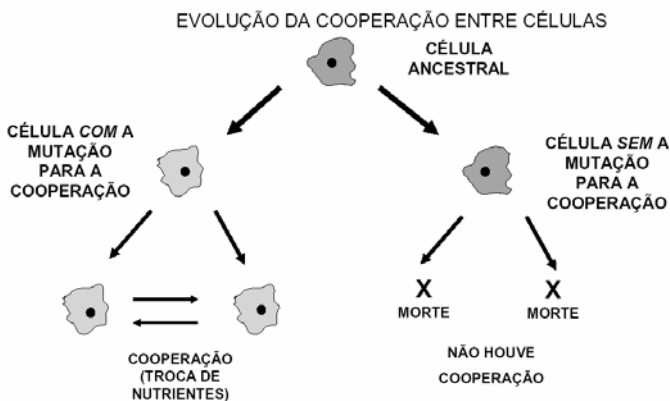 EVOLUÇÃO DA COOPERAÇÃO ENTRE CÉLULAS
CÉLULA
ANCESTRAL
CÉLULA COM A
MUTAÇÃO
PARA A
COOPERAÇÃO
CÉLULA SEM A
MUTAÇÃO
PARA A
COOPERAÇÃO
X
MORTE
X
MORTE
COOPERAÇÃO
(TROCA DE
NUTRIENTES)
NÃO HOUVE
COOPERAÇÃO